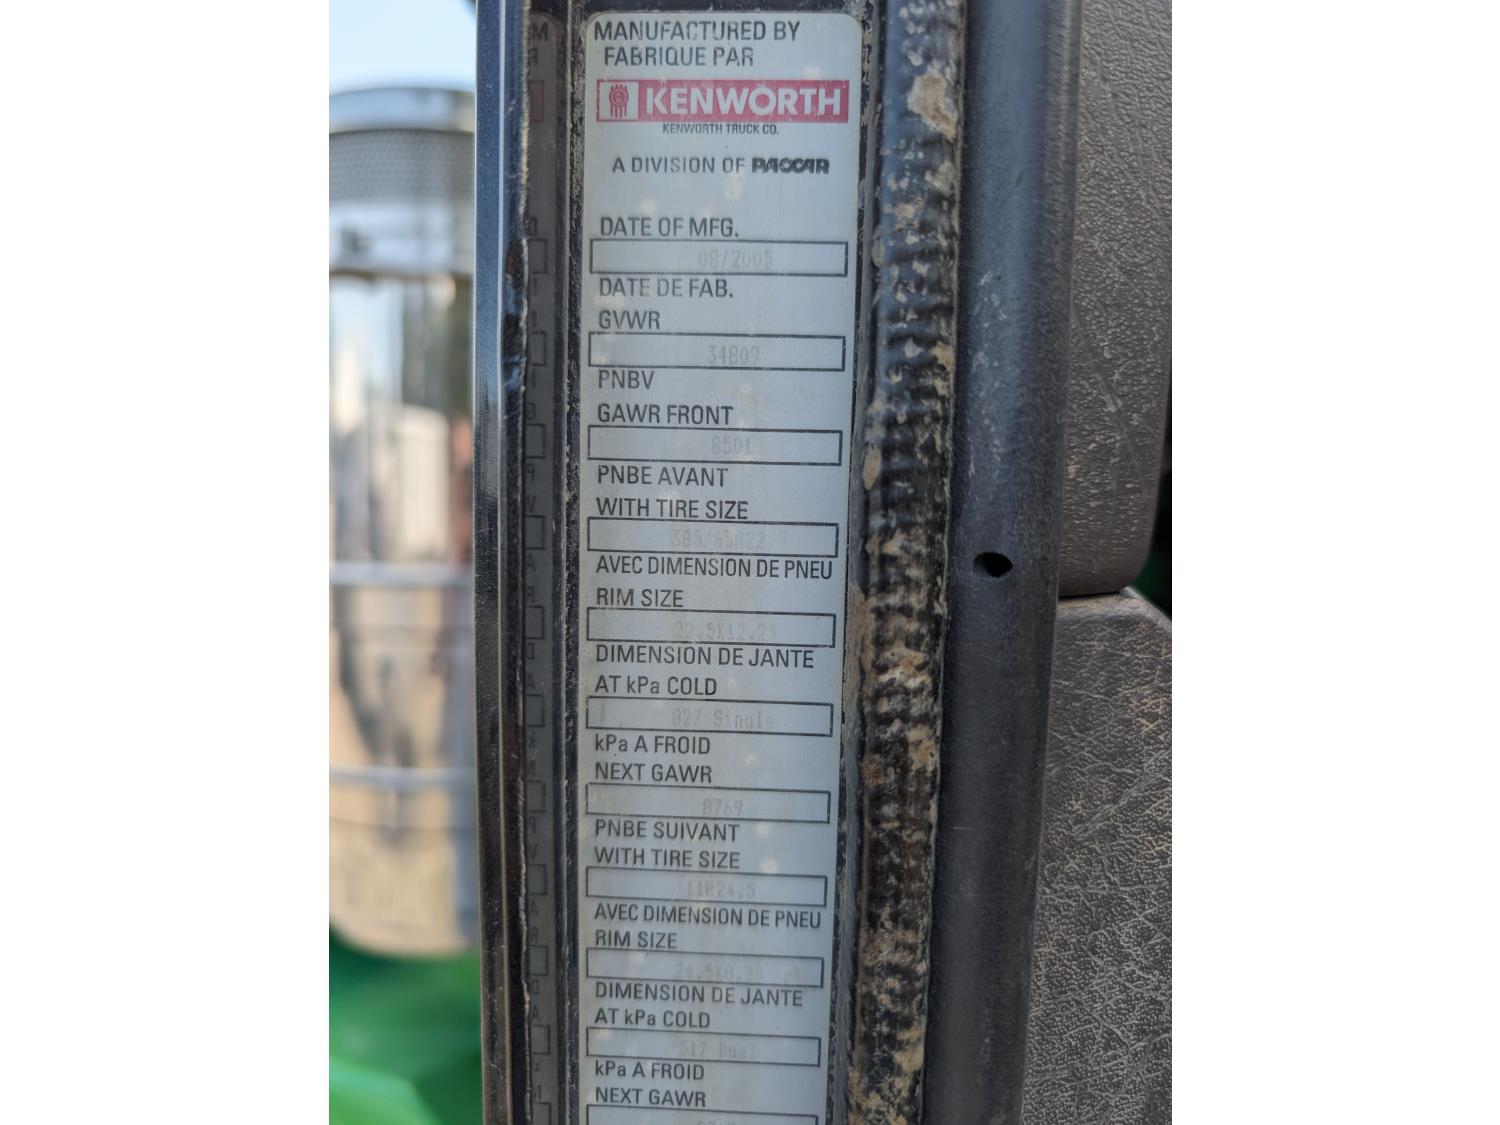 MANUFACTURED BY
FABRIQUE PAR
KENWORTH
KENWORTH TRUCK CO.
A DIVISION OF PACCAR
DATE OF MFG.
08/2005
DATE DE FAB.
GVWR
34809
PNBV
GAWR FRONT
8501
PNBE AVANT
WITH TIRE SIZE
385/65R22.5
AVEC DIMENSION DE PNEU
RIM SIZE
22.5X12.25
DIMENSION DE JANTE
AT kPa COLD
827 Single
kPa A FROID
NEXT GAWR
8769
PNBE SUIVANT
WITH TIRE SIZE
11R24.5
AVEC DIMENSION DE PNEU
RIM SIZE
24.5X8.25
DIMENSION DE JANTE
AT kPa COLD
517 Dual
kPa A FROID
NEXT GAWR